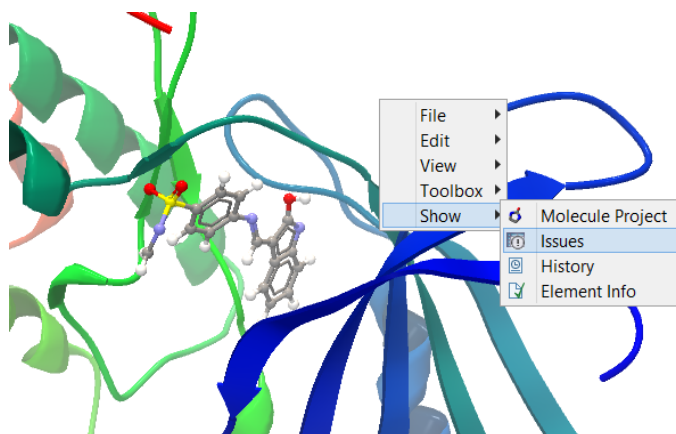 File
Edit
View
Toolbox
Show
Molecule Project
Issues
History
Element Info